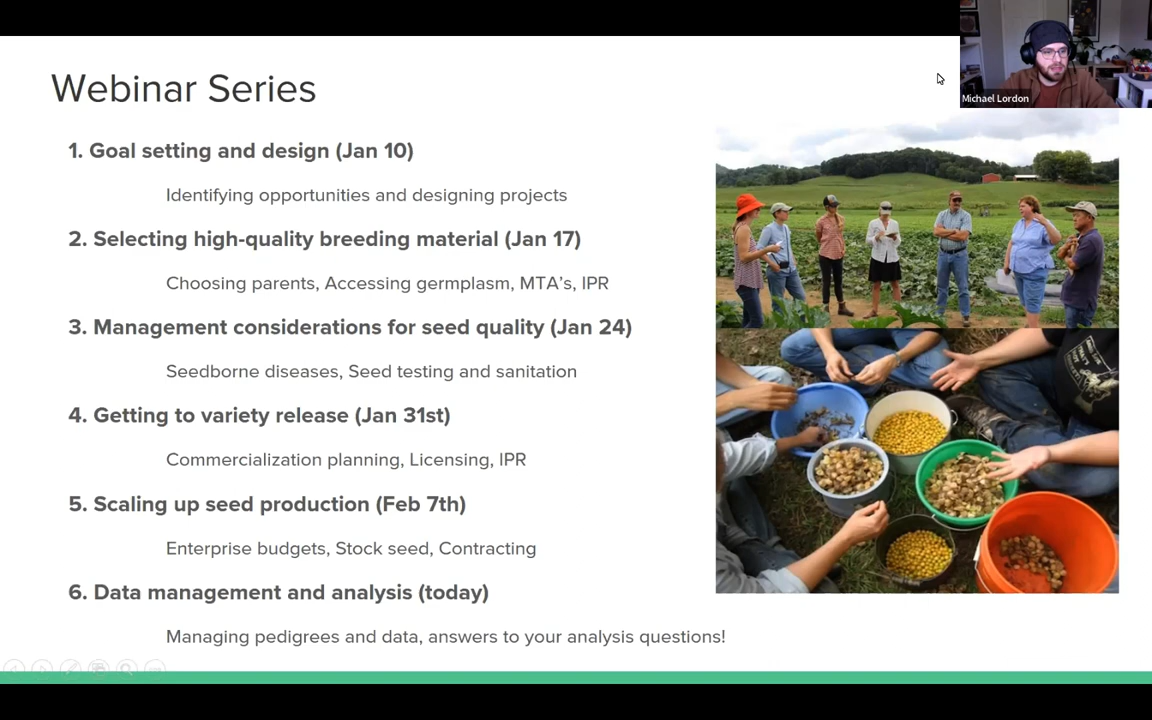 Michael Lordon
Webinar Series
1. Goal setting and design (Jan 10)
Identifying opportunities and designing projects
2. Selecting high-quality breeding material (Jan 17)
Choosing parents, Accessing germplasm, MTA's, IPR
3. Management considerations for seed quality (Jan 24)
Seedborne diseases, Seed testing and sanitation
4. Getting to variety release (Jan 31st)
Commercialization planning, Licensing, IPR
5. Scaling up seed production (Feb 7th)
Enterprise budgets, Stock seed, Contracting
6. Data management and analysis (today)
Managing pedigrees and data, answers to your analysis questions!